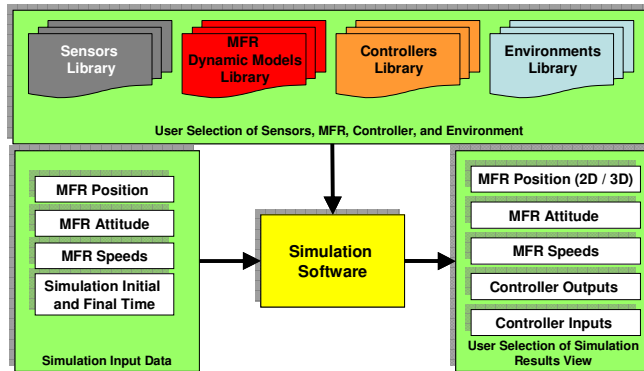 Sensors
Library
MFR
Dynamic Models
Library
Controllers
Library
Environments
Library
User Selection of Sensors, MFR, Controller, and Environment
MFR Position
MFR Attitude
MFR Speeds
Simulation Initial
and Final Time
Simulation Input Data
Simulation
Software
MFR Position (2D / 3D)
MFR Attitude
MFR Speeds
Controller Outputs
Controller Inputs
User Selection of Simulation
Results View